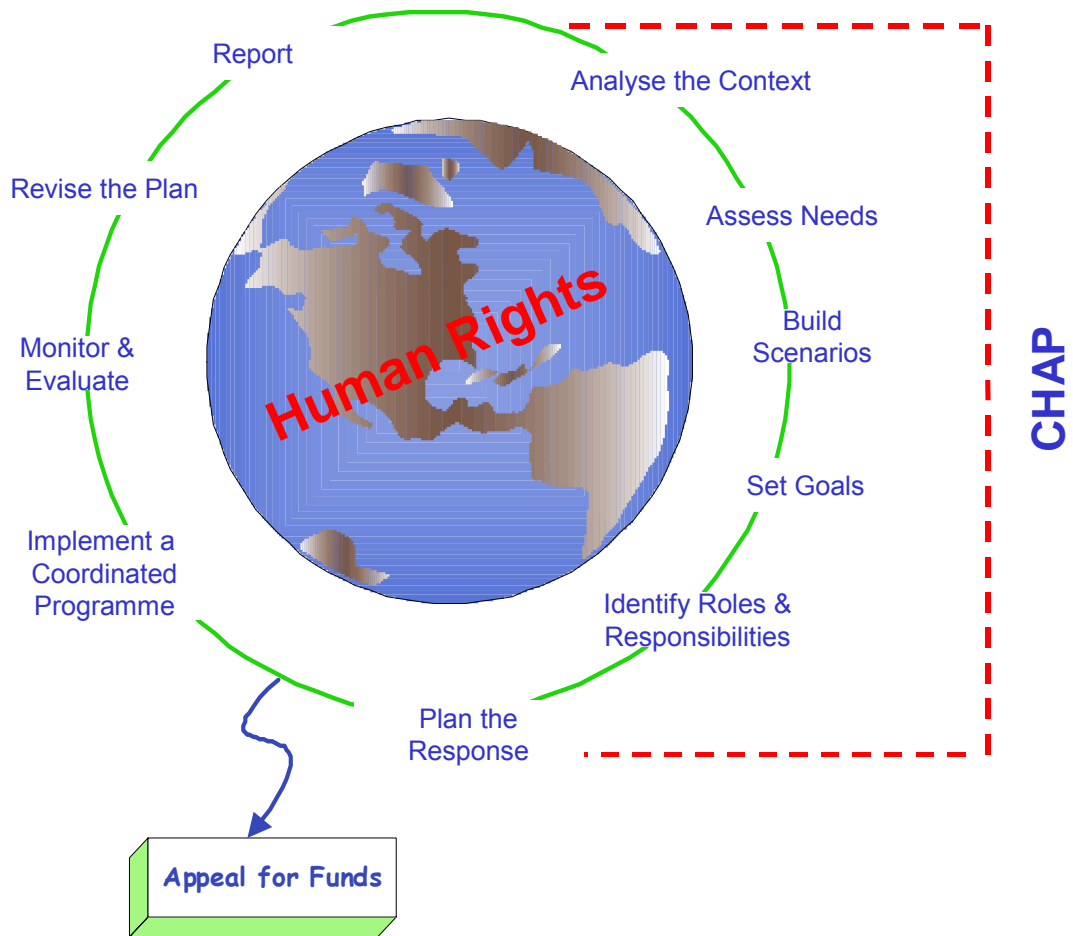 Report
Analyse the Context
Revise the Plan
Assess Needs
Human Rights
Build
Scenarios
CHAP
Monitor &
Evaluate
Set Goals
Implement a
Coordinated
Programme
Identify Roles &
Responsibilities
Plan the
Response
Appeal for Funds